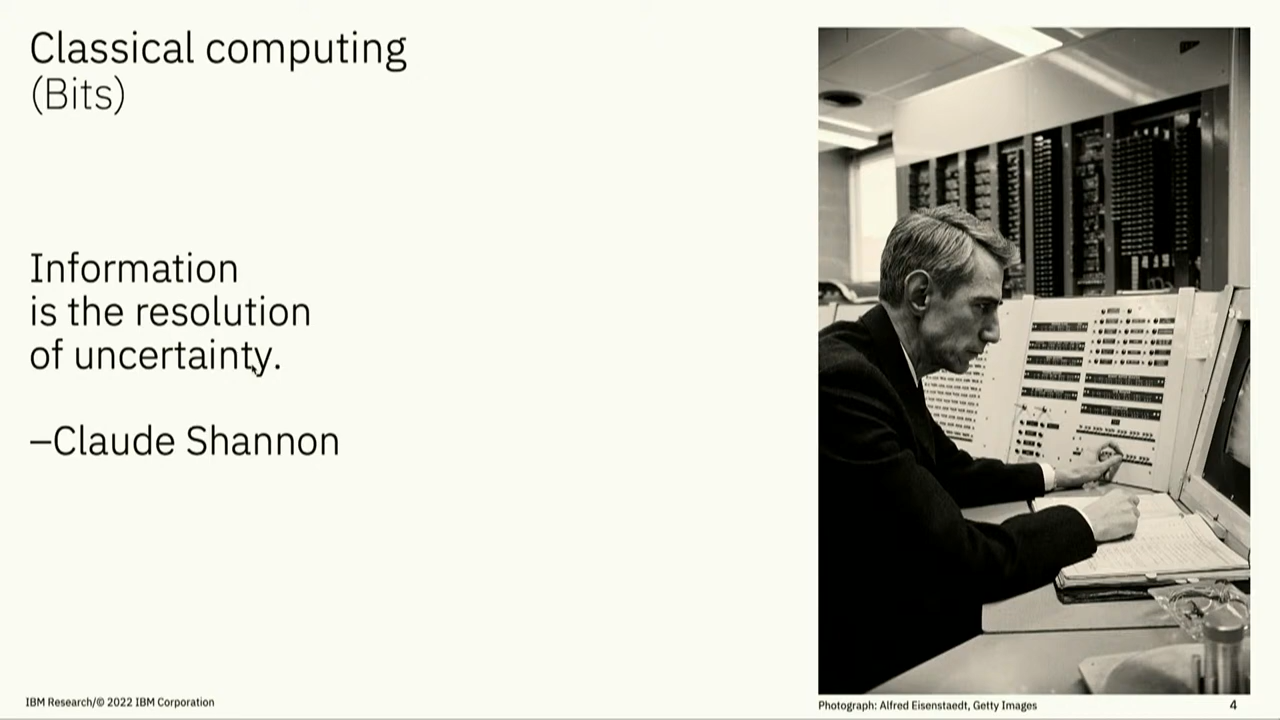 Classical computing
(Bits)
Information
is the resolution
of uncertainty.
–Claude Shannon
IBM Research/© 2022 IBM Corporation
Photograph: Alfred Eisenstaedt, Getty Images
4